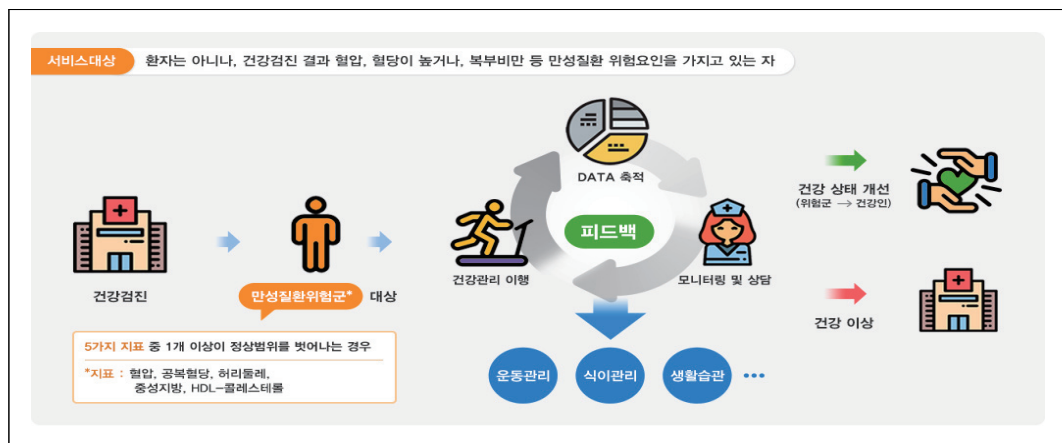 서비스대상 환자는 아니나, 건강검진 결과 혈압, 혈당이 높거나, 복부비만 등 만성질환 위험요인을 가지고 있는 자
건강검진
만성질환위험군* 대상
5가지 지표 중 1개 이상이 정상범위를 벗어나는 경우
*지표 : 혈압, 공복혈당, 허리둘레,
중성지방, HDL-콜레스테롤
DATA 축적
피드백
건강관리 이행
모니터링 및 상담
운동관리
식이관리
생활습관
•••
건강 상태 개선
(위험군 → 건강인)
건강 이상